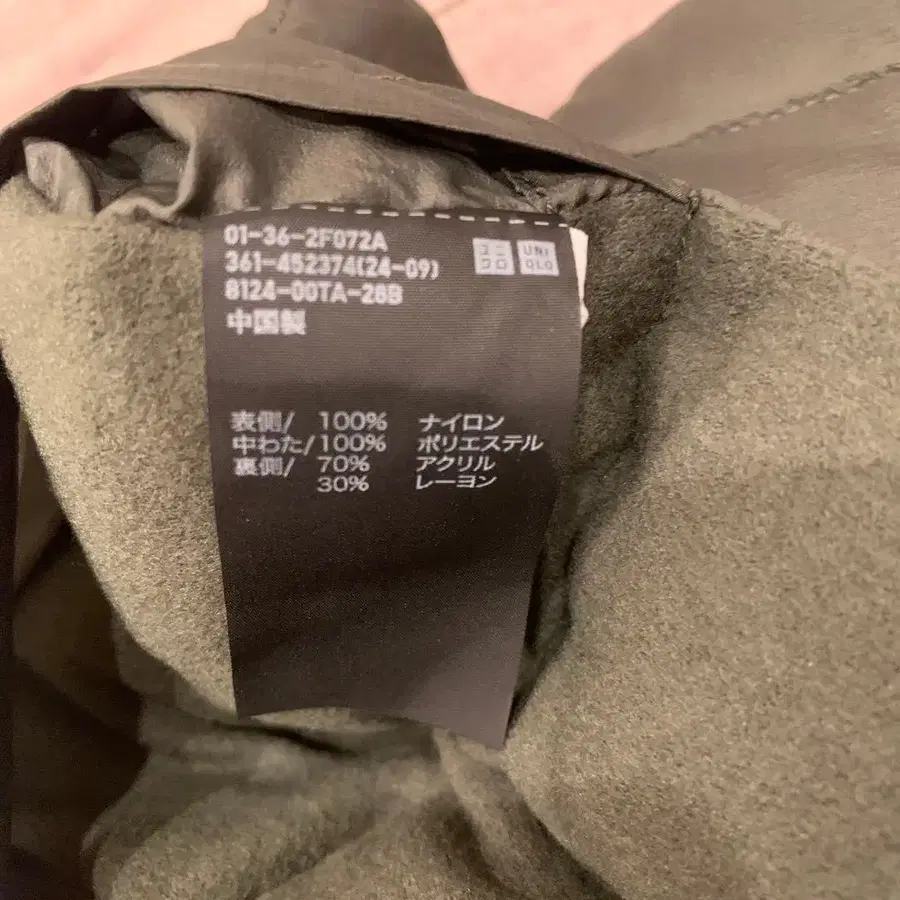 01-36-2F072A
361-452374(24-09)
8124-00TA-28B
中国製
ユニ
クロ
UNI
QLO
表側/ 100% ナイロン
中わた/100% ポリエステル
裏側/ 70% アクリル
30% レーヨン